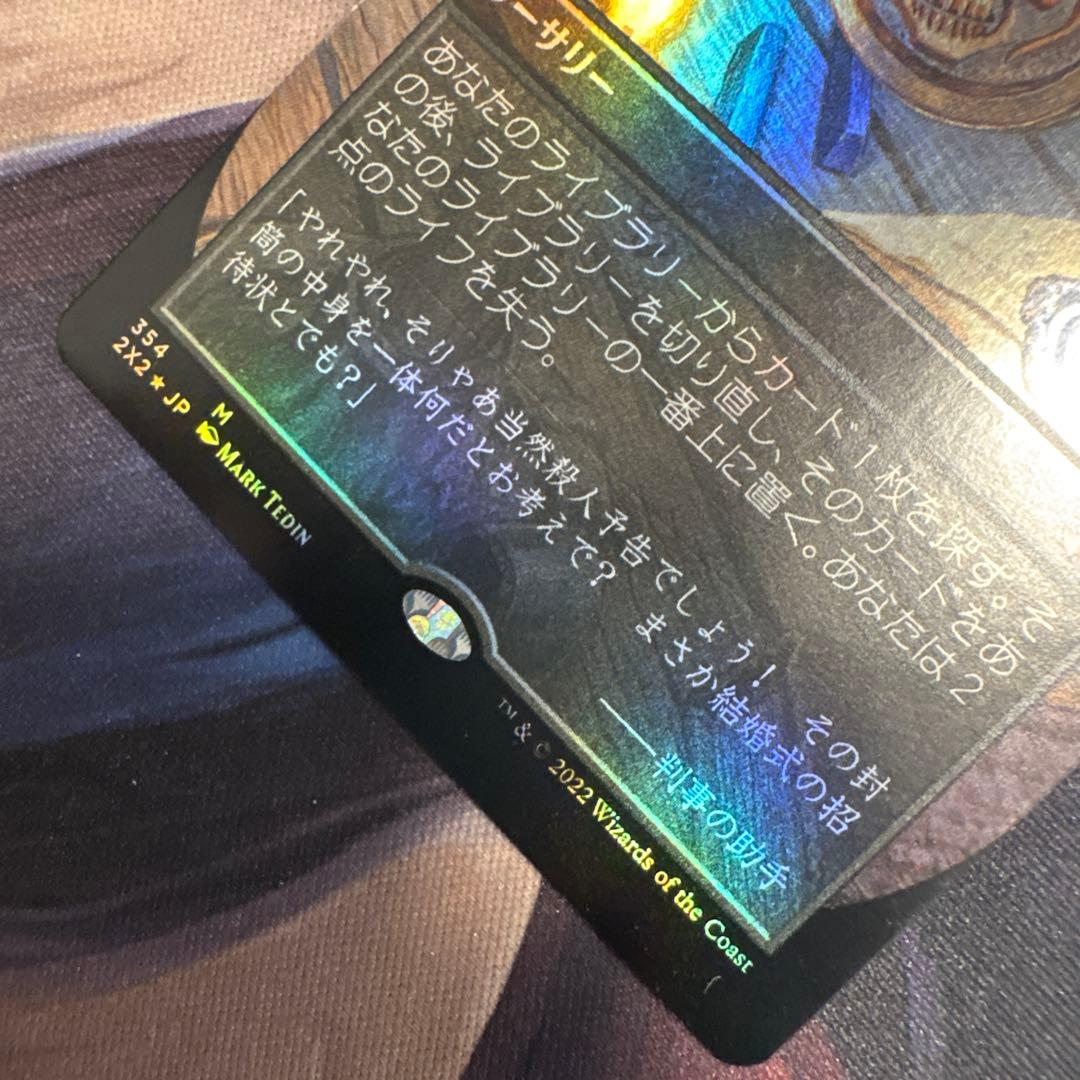 ーサリー
あなたのライブラリーからカード１枚を探す。そ
の後、ライブラリーを切り直し、そのカードをあ
なたのライブラリーの一番上に置く。あなたは２
点のライフを失う。
「やれやれ、そりゃあ当然殺人予告でしょう！　その封
筒の中身を一体何だとお考えで？　まさか結婚式の招
待状とでも？」
――判事の助手
354 M
2X2★JP MARK TEDIN
™ & © 2022 Wizards of the Coast